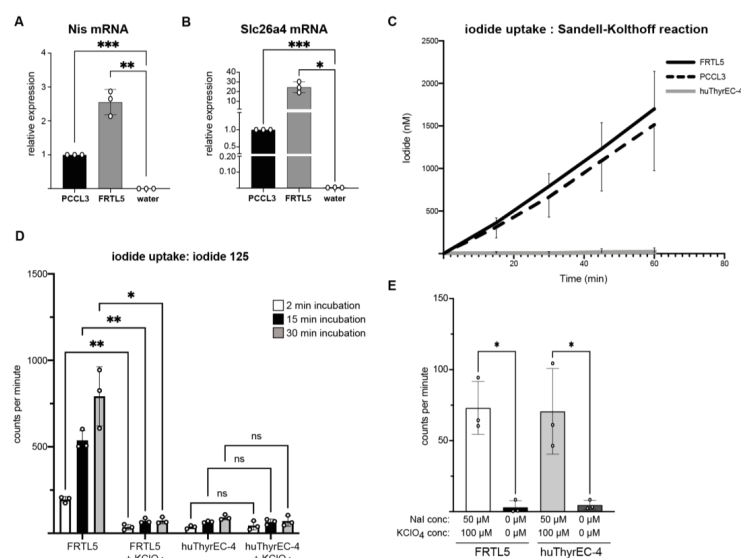 A
Nis mRNA
***
**
relative expression
4
3
2
1
PCCL3 FRTL5 water
B
Slc26a4 mRNA
***
*
relative expression
40
30
20
10
1.0
0.5
0.20
0.10
PCCL3 FRTL5 water
C
iodide uptake : Sandell-Kolthoff reaction
Iodide (nM)
2500
2000
1500
1000
500
20 40 60 80
Time (min)
FRTL5
PCCL3
huThyrEC-4
D
iodide uptake: iodide 125
counts per minute
1500
1000
500
2 min incubation
15 min incubation
30 min incubation
*
**
**
ns
ns
ns
FRTL5 FRTL5 huThyrEC-4 huThyrEC-4
+ KClO₄ + KClO₄
E
counts per minute
150
100
50
* *
NaI conc: 50 µM 0 µM 50 µM 0 µM
KClO₄ conc: 100 µM 0 µM 100 µM 0 µM
FRTL5 huThyrEC-4